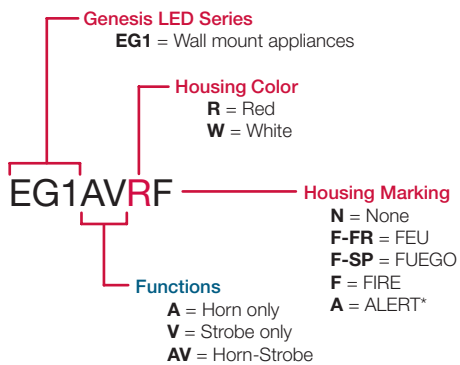 Genesis LED Series
EG1 = Wall mount appliances
Housing Color
R = Red
W = White
EG1AVRF
Housing Marking
N = None
F-FR = FEU
F-SP = FUEGO
F = FIRE
A = ALERT*
Functions
A = Horn only
V = Strobe only
AV = Horn-Strobe